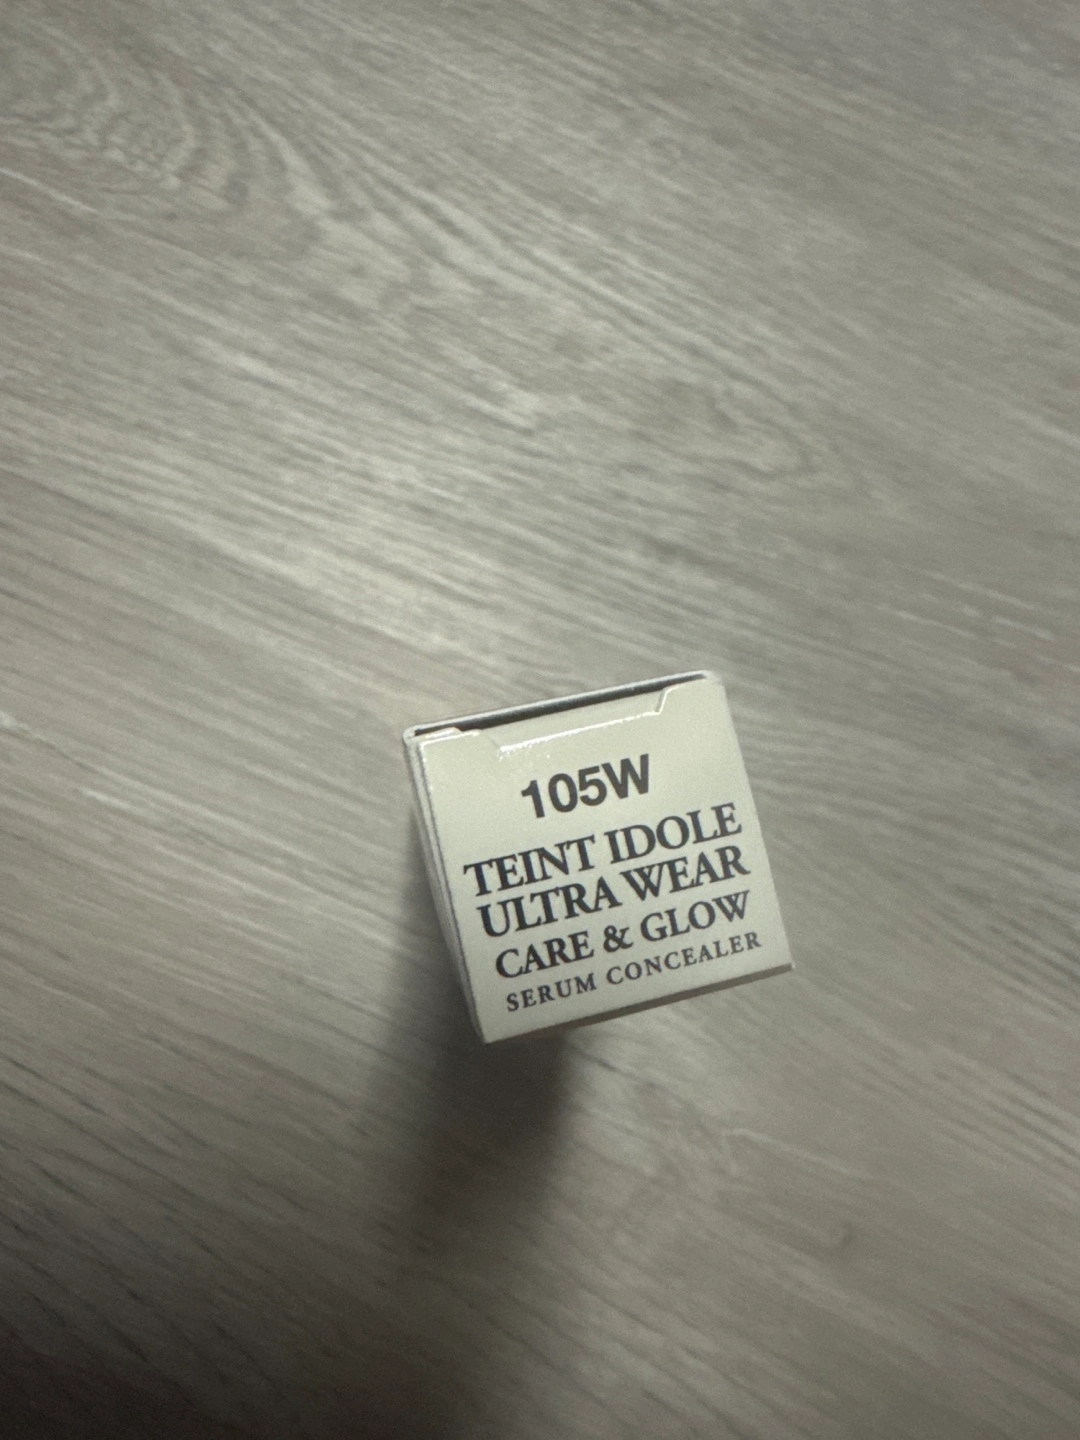 105W
TEINT IDOLE
ULTRA WEAR
CARE & GLOW
SERUM CONCEALER